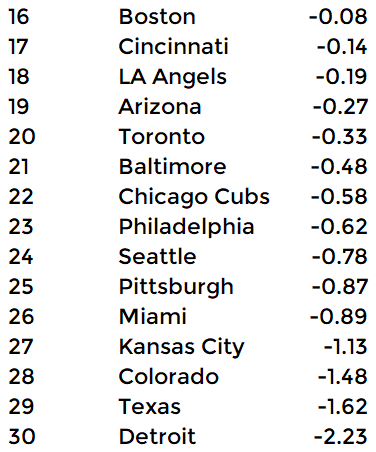 16 Boston -0.08
17 Cincinnati -0.14
18 LA Angels -0.19
19 Arizona -0.27
20 Toronto -0.33
21 Baltimore -0.48
22 Chicago Cubs -0.58
23 Philadelphia -0.62
24 Seattle -0.78
25 Pittsburgh -0.87
26 Miami -0.89
27 Kansas City -1.13
28 Colorado -1.48
29 Texas -1.62
30 Detroit -2.23